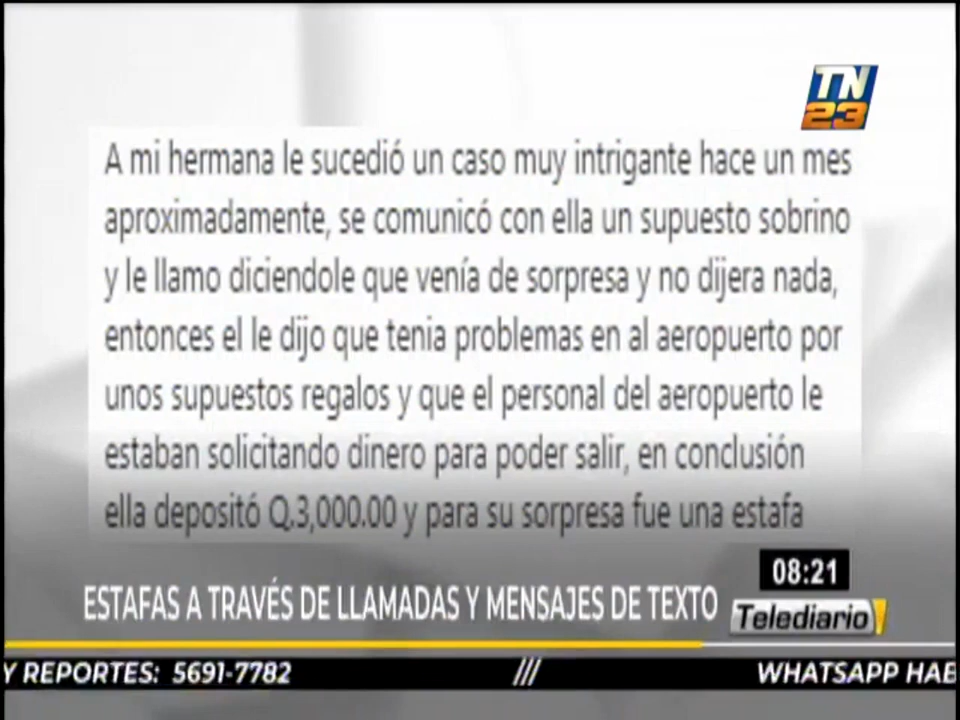 TN
23
A mi hermana le sucedió un caso muy intrigante hace un mes
aproximadamente, se comunicó con ella un supuesto sobrino
y le llamo diciendole que venía de sorpresa y no dijera nada,
entonces el le dijo que tenia problemas en al aeropuerto por
unos supuestos regalos y que el personal del aeropuerto le
estaban solicitando dinero para poder salir, en conclusión
ella depositó Q.3,000.00 y para su sorpresa fue una estafa
08:21
ESTAFAS A TRAVÉS DE LLAMADAS Y MENSAJES DE TEXTO
Telediario
Y REPORTES: 5691-7782 /// WHATSAPP HAB